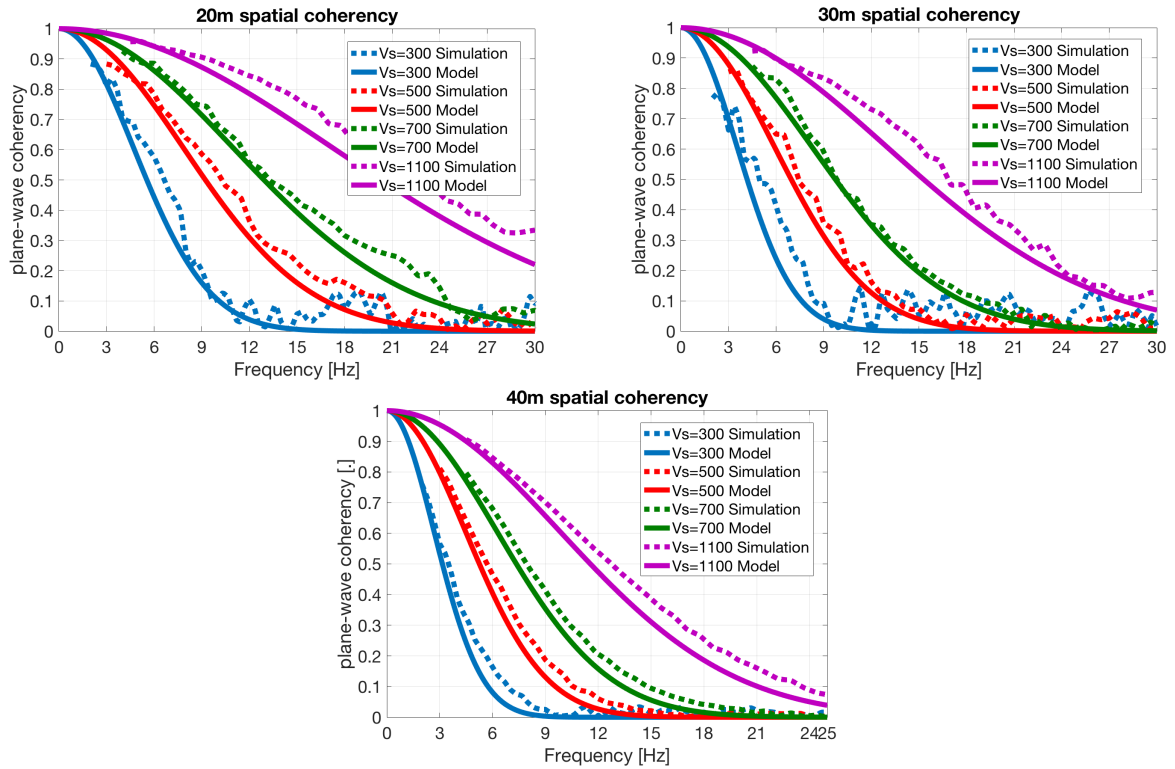 20m spatial coherency
plane-wave coherency
1
0.9
0.8
0.7
0.6
0.5
0.4
0.3
0.2
0.1
0
0 3 6 9 12 15 18 21 24 27 30
Frequency [Hz]
Vs=300 Simulation
Vs=300 Model
Vs=500 Simulation
Vs=500 Model
Vs=700 Simulation
Vs=700 Model
Vs=1100 Simulation
Vs=1100 Model
30m spatial coherency
plane-wave coherency
1
0.9
0.8
0.7
0.6
0.5
0.4
0.3
0.2
0.1
0
0 3 6 9 12 15 18 21 24 27 30
Frequency [Hz]
Vs=300 Simulation
Vs=300 Model
Vs=500 Simulation
Vs=500 Model
Vs=700 Simulation
Vs=700 Model
Vs=1100 Simulation
Vs=1100 Model
40m spatial coherency
plane-wave coherency [.]
1
0.9
0.8
0.7
0.6
0.5
0.4
0.3
0.2
0.1
0
0 3 6 9 12 15 18 21 24 25
Frequency [Hz]
Vs=300 Simulation
Vs=300 Model
Vs=500 Simulation
Vs=500 Model
Vs=700 Simulation
Vs=700 Model
Vs=1100 Simulation
Vs=1100 Model